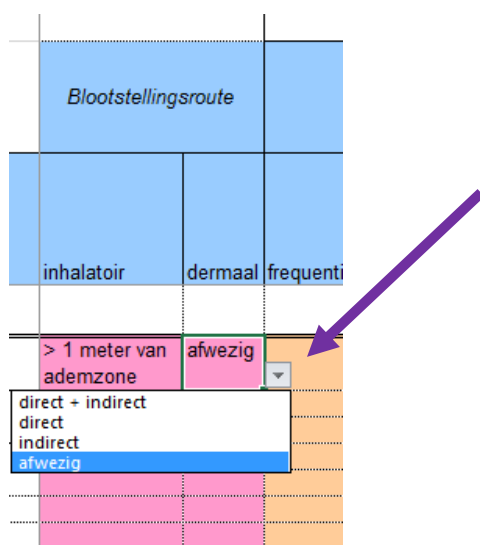 Blootstellingsroute
inhalatoir dermaal frequenti
> 1 meter van afwezig
ademzone
direct + indirect
direct
indirect
afwezig